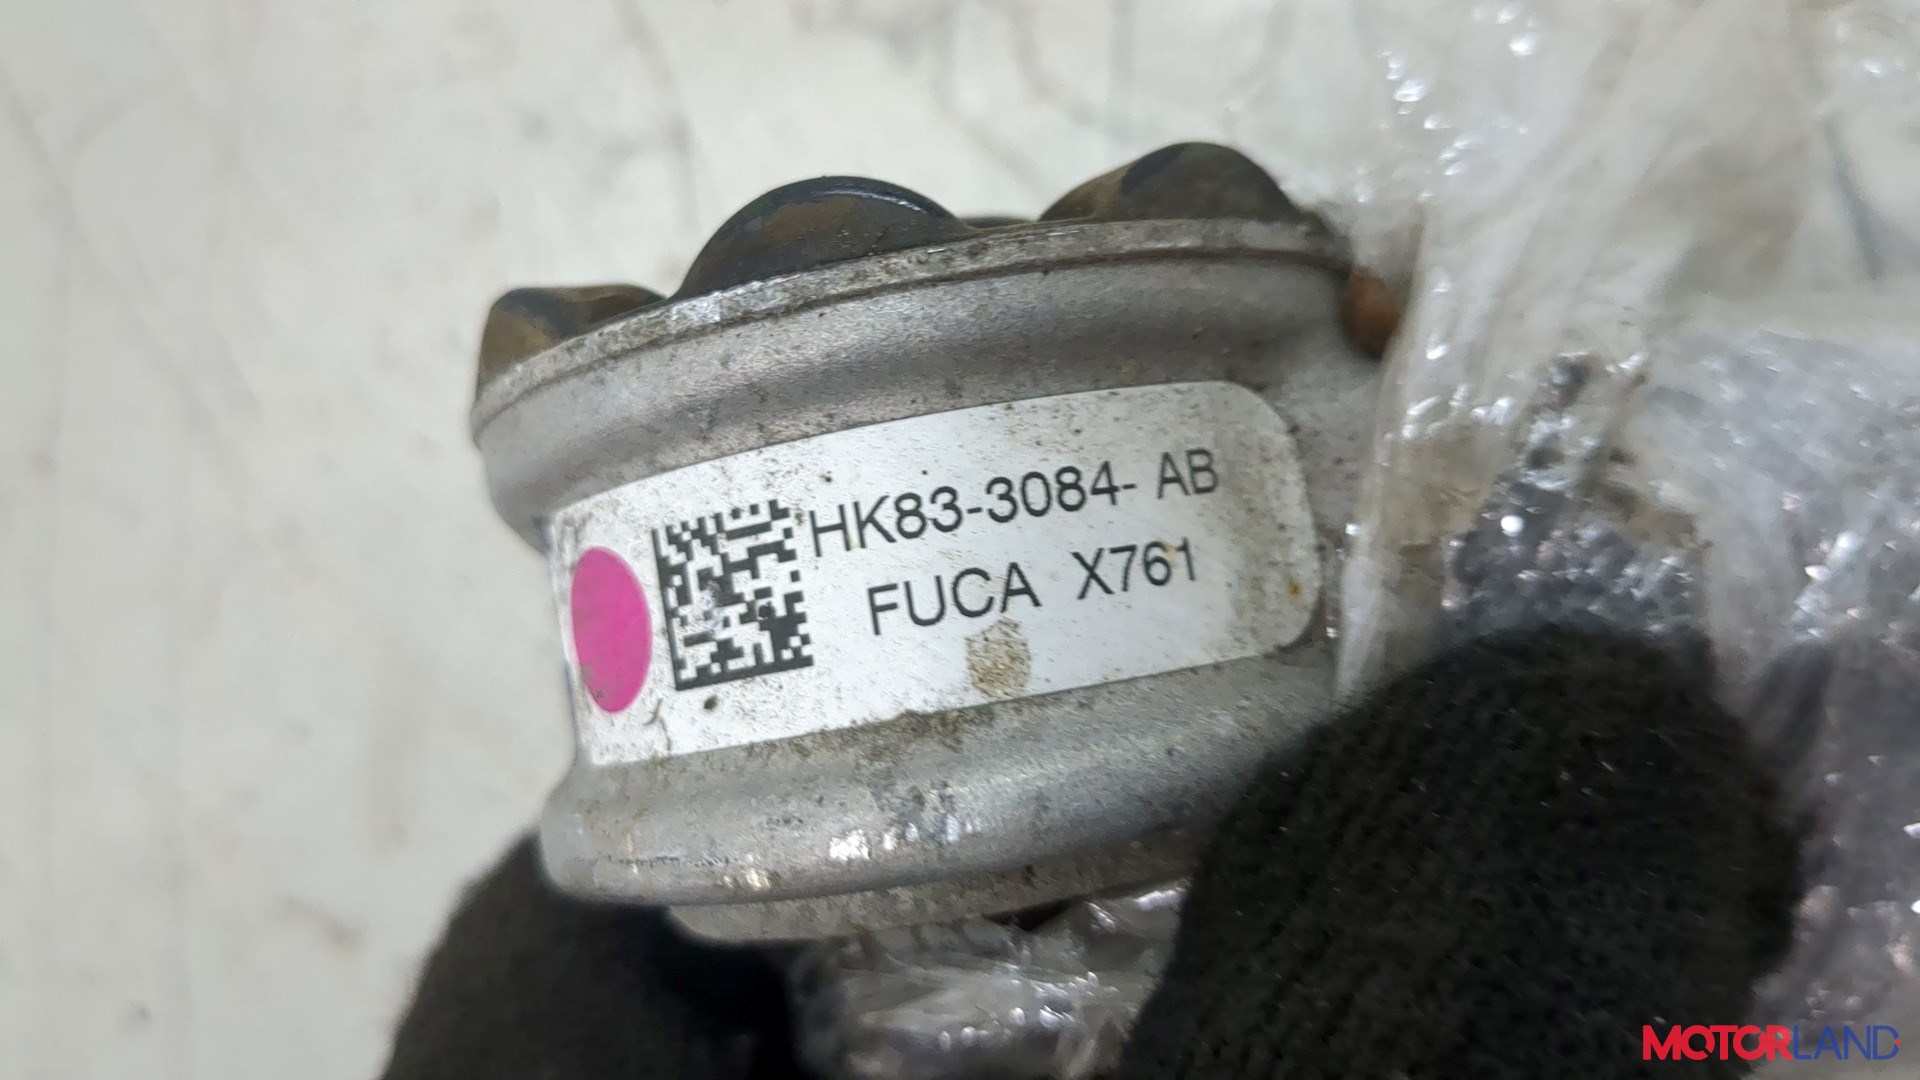 HK83-3084- AB
FUCA X761
MOTORLAND